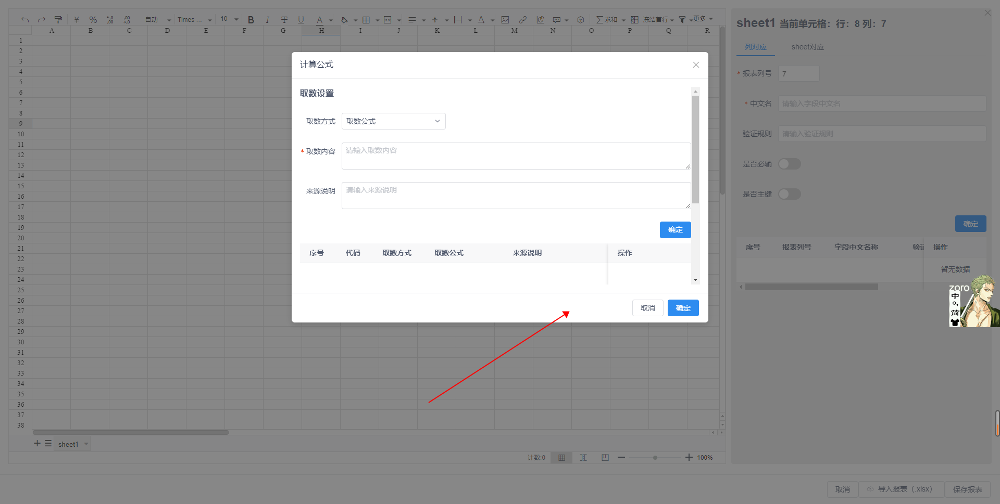 ¥ % .0 .00 自动 Times ... 10 B I T U A 求和 冻结首行 更多
A B C D E F G H I J K L M N O P Q R
1
2
3
4
5
6
7
8
9
10
11
12
13
14
15
16
17
18
19
20
21
22
23
24
25
26
27
28
29
30
31
32
33
34
35
36
37
38
sheet1
计数:0
100%
计算公式
取数设置
取数方式 取数公式
* 取数内容 请输入取数内容
来源说明 请输入来源说明
确定
序号 代码 取数方式 取数公式 来源说明 操作
取消 确定
sheet1 当前单元格：行：8 列：7
列对应 sheet对应
* 报表列号 7
* 中文名 请输入字段中文名
验证规则 请输入验证规则
是否必输
是否主键
确定
序号 报表列号 字段中文名称 验证 操作
暂无数据
zoro
中
°,
简
取消 导入报表（.xlsx） 保存报表